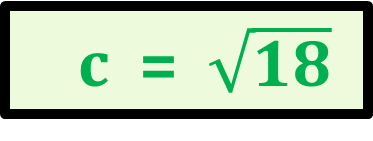 c = √18